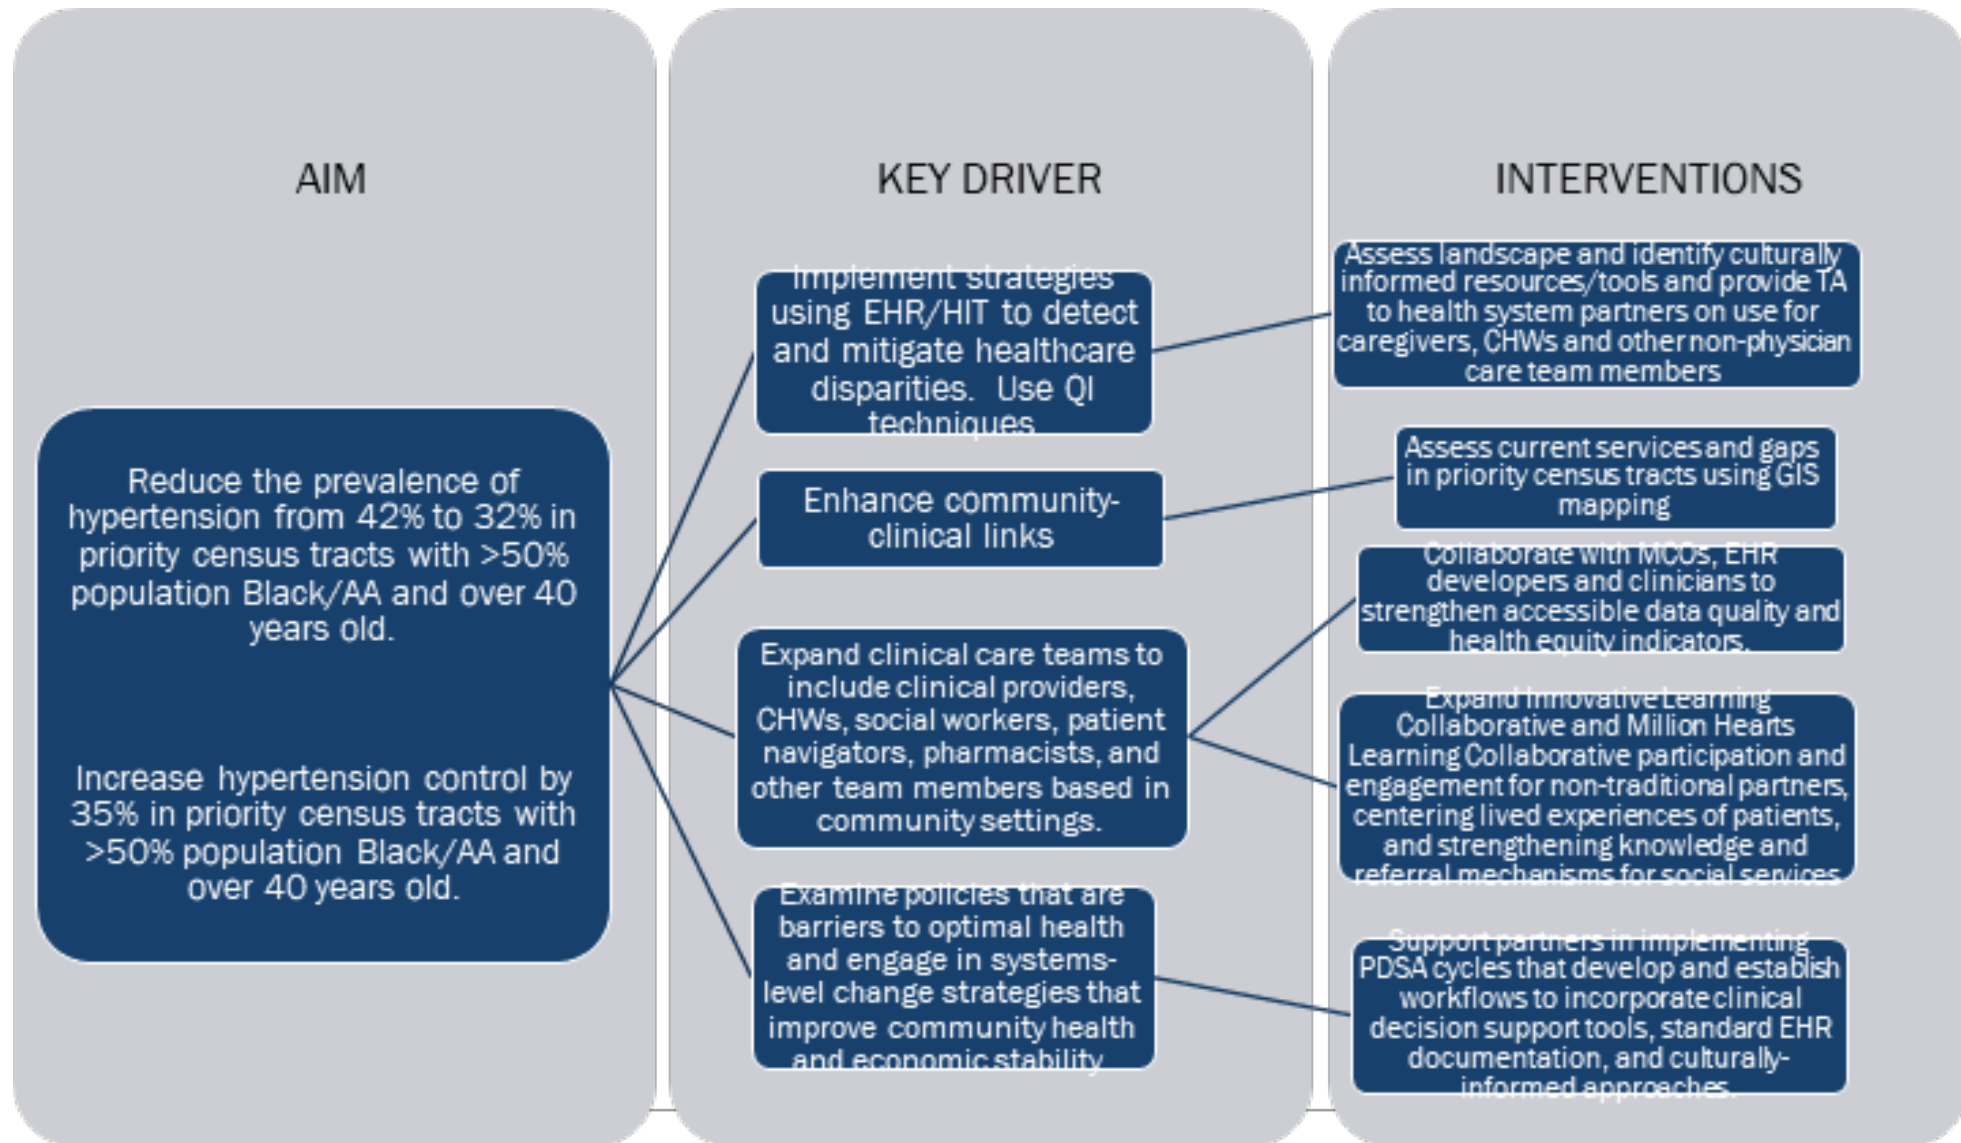 AIM
Reduce the prevalence of
hypertension from 42% to 32% in
priority census tracts with >50%
population Black/AA and over 40
years old.
Increase hypertension control by
35% in priority census tracts with
>50% population Black/AA and
over 40 years old.
KEY DRIVER
Implement strategies
using EHR/HIT to detect
and mitigate healthcare
disparities. Use QI
techniques
Enhance community-
clinical links
Expand clinical care teams to
include clinical providers,
CHWs, social workers, patient
navigators, pharmacists, and
other team members based in
community settings.
Examine policies that are
barriers to optimal health
and engage in systems-
level change strategies that
improve community health
and economic stability
INTERVENTIONS
Assess landscape and identify culturally
informed resources/tools and provide TA
to health system partners on use for
caregivers, CHWs and other non-physician
care team members
Assess current services and gaps
in priority census tracts using GIS
mapping
Collaborate with MCOs, EHR
developers and clinicians to
strengthen accessible data quality and
health equity indicators.
Expand Innovative Learning
Collaborative and Million Hearts
Learning Collaborative participation and
engagement for non-traditional partners,
centering lived experiences of patients,
and strengthening knowledge and
referral mechanisms for social services
Support partners in implementing
PDSA cycles that develop and establish
workflows to incorporate clinical
decision support tools, standard EHR
documentation, and culturally-
informed approaches.